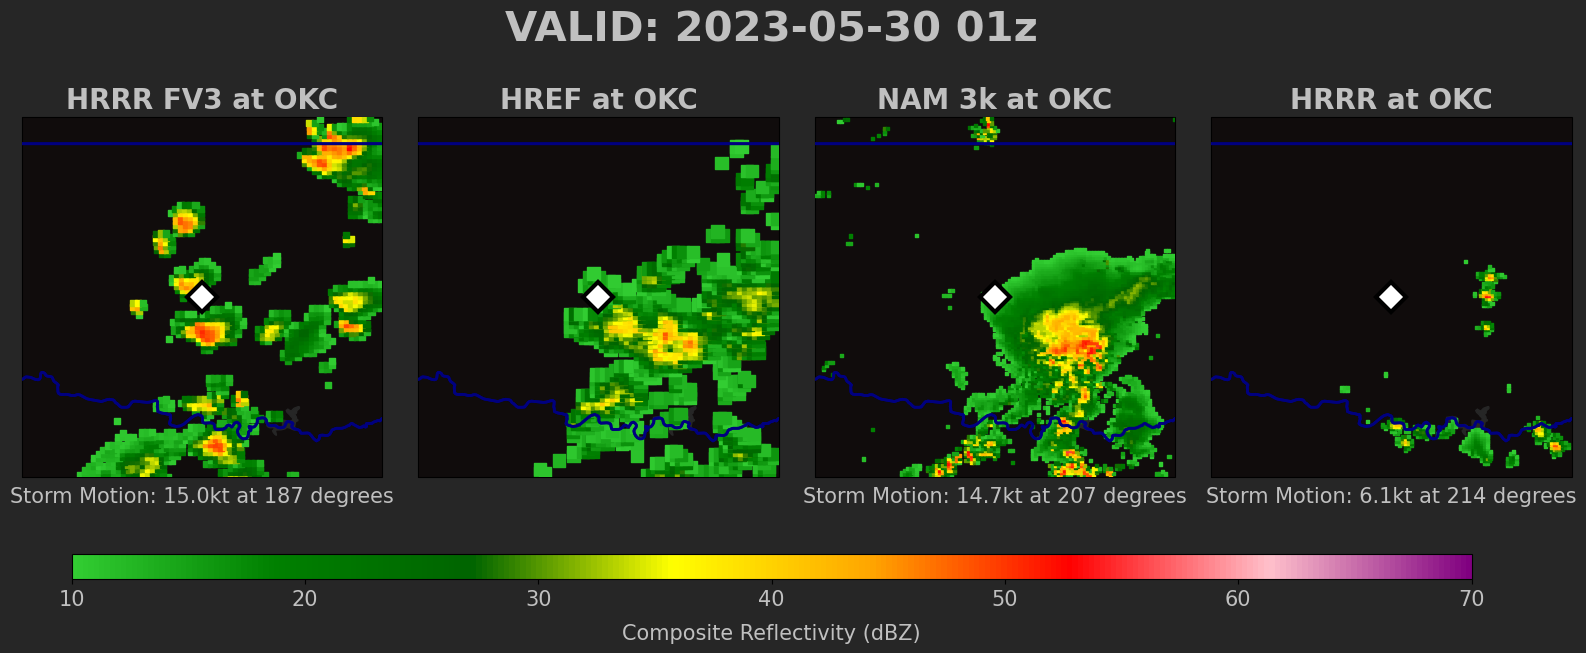 VALID: 2023-05-30 01z
HRRR FV3 at OKC
HREF at OKC
NAM 3k at OKC
HRRR at OKC
Storm Motion: 15.0kt at 187 degrees
Storm Motion: 14.7kt at 207 degrees
Storm Motion: 6.1kt at 214 degrees
10 20 30 40 50 60 70
Composite Reflectivity (dBZ)